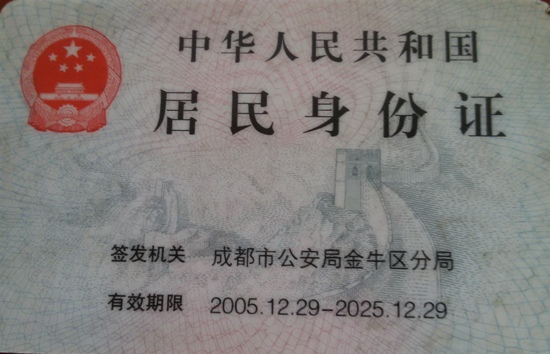 中华人民共和国
居民身份证
签发机关 成都市公安局金牛区分局
有效期限 2005.12.29-2025.12.29